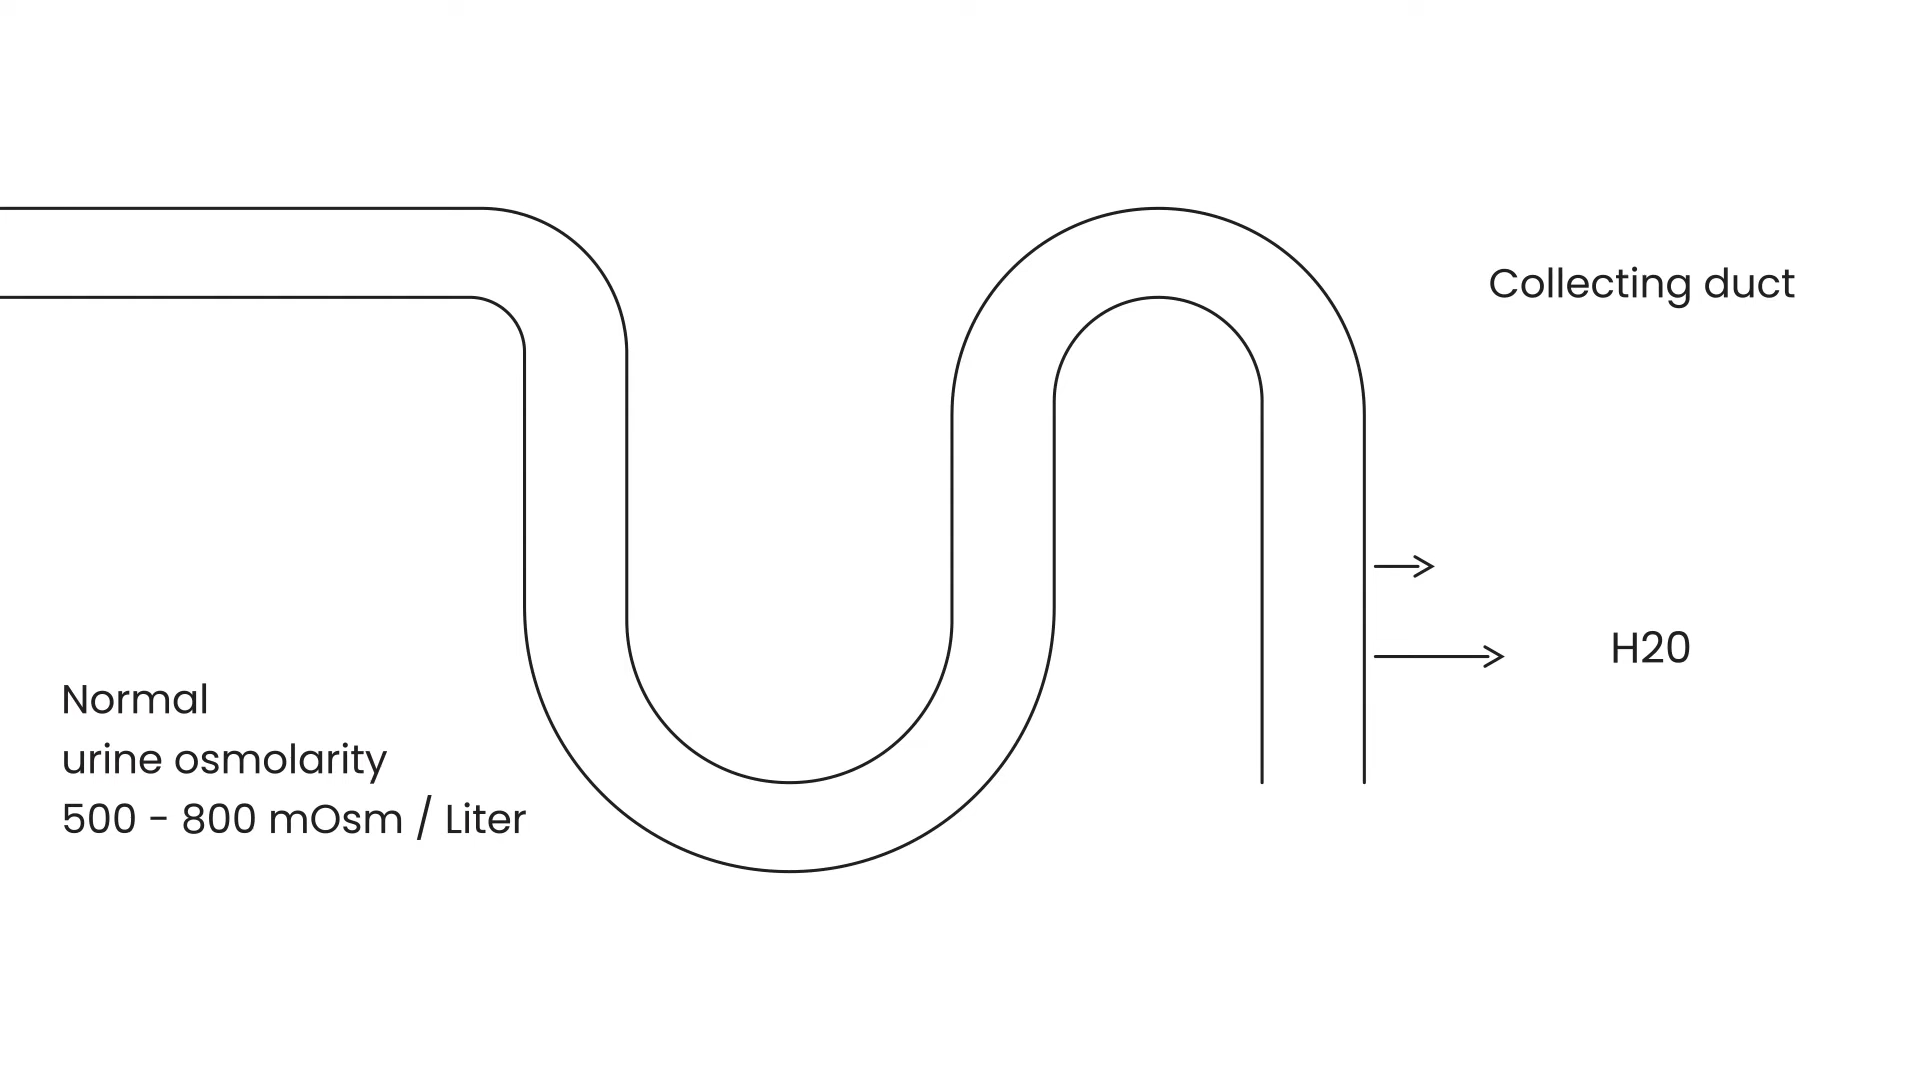 Collecting duct
H20
Normal
urine osmolarity
500 - 800 mOsm / Liter